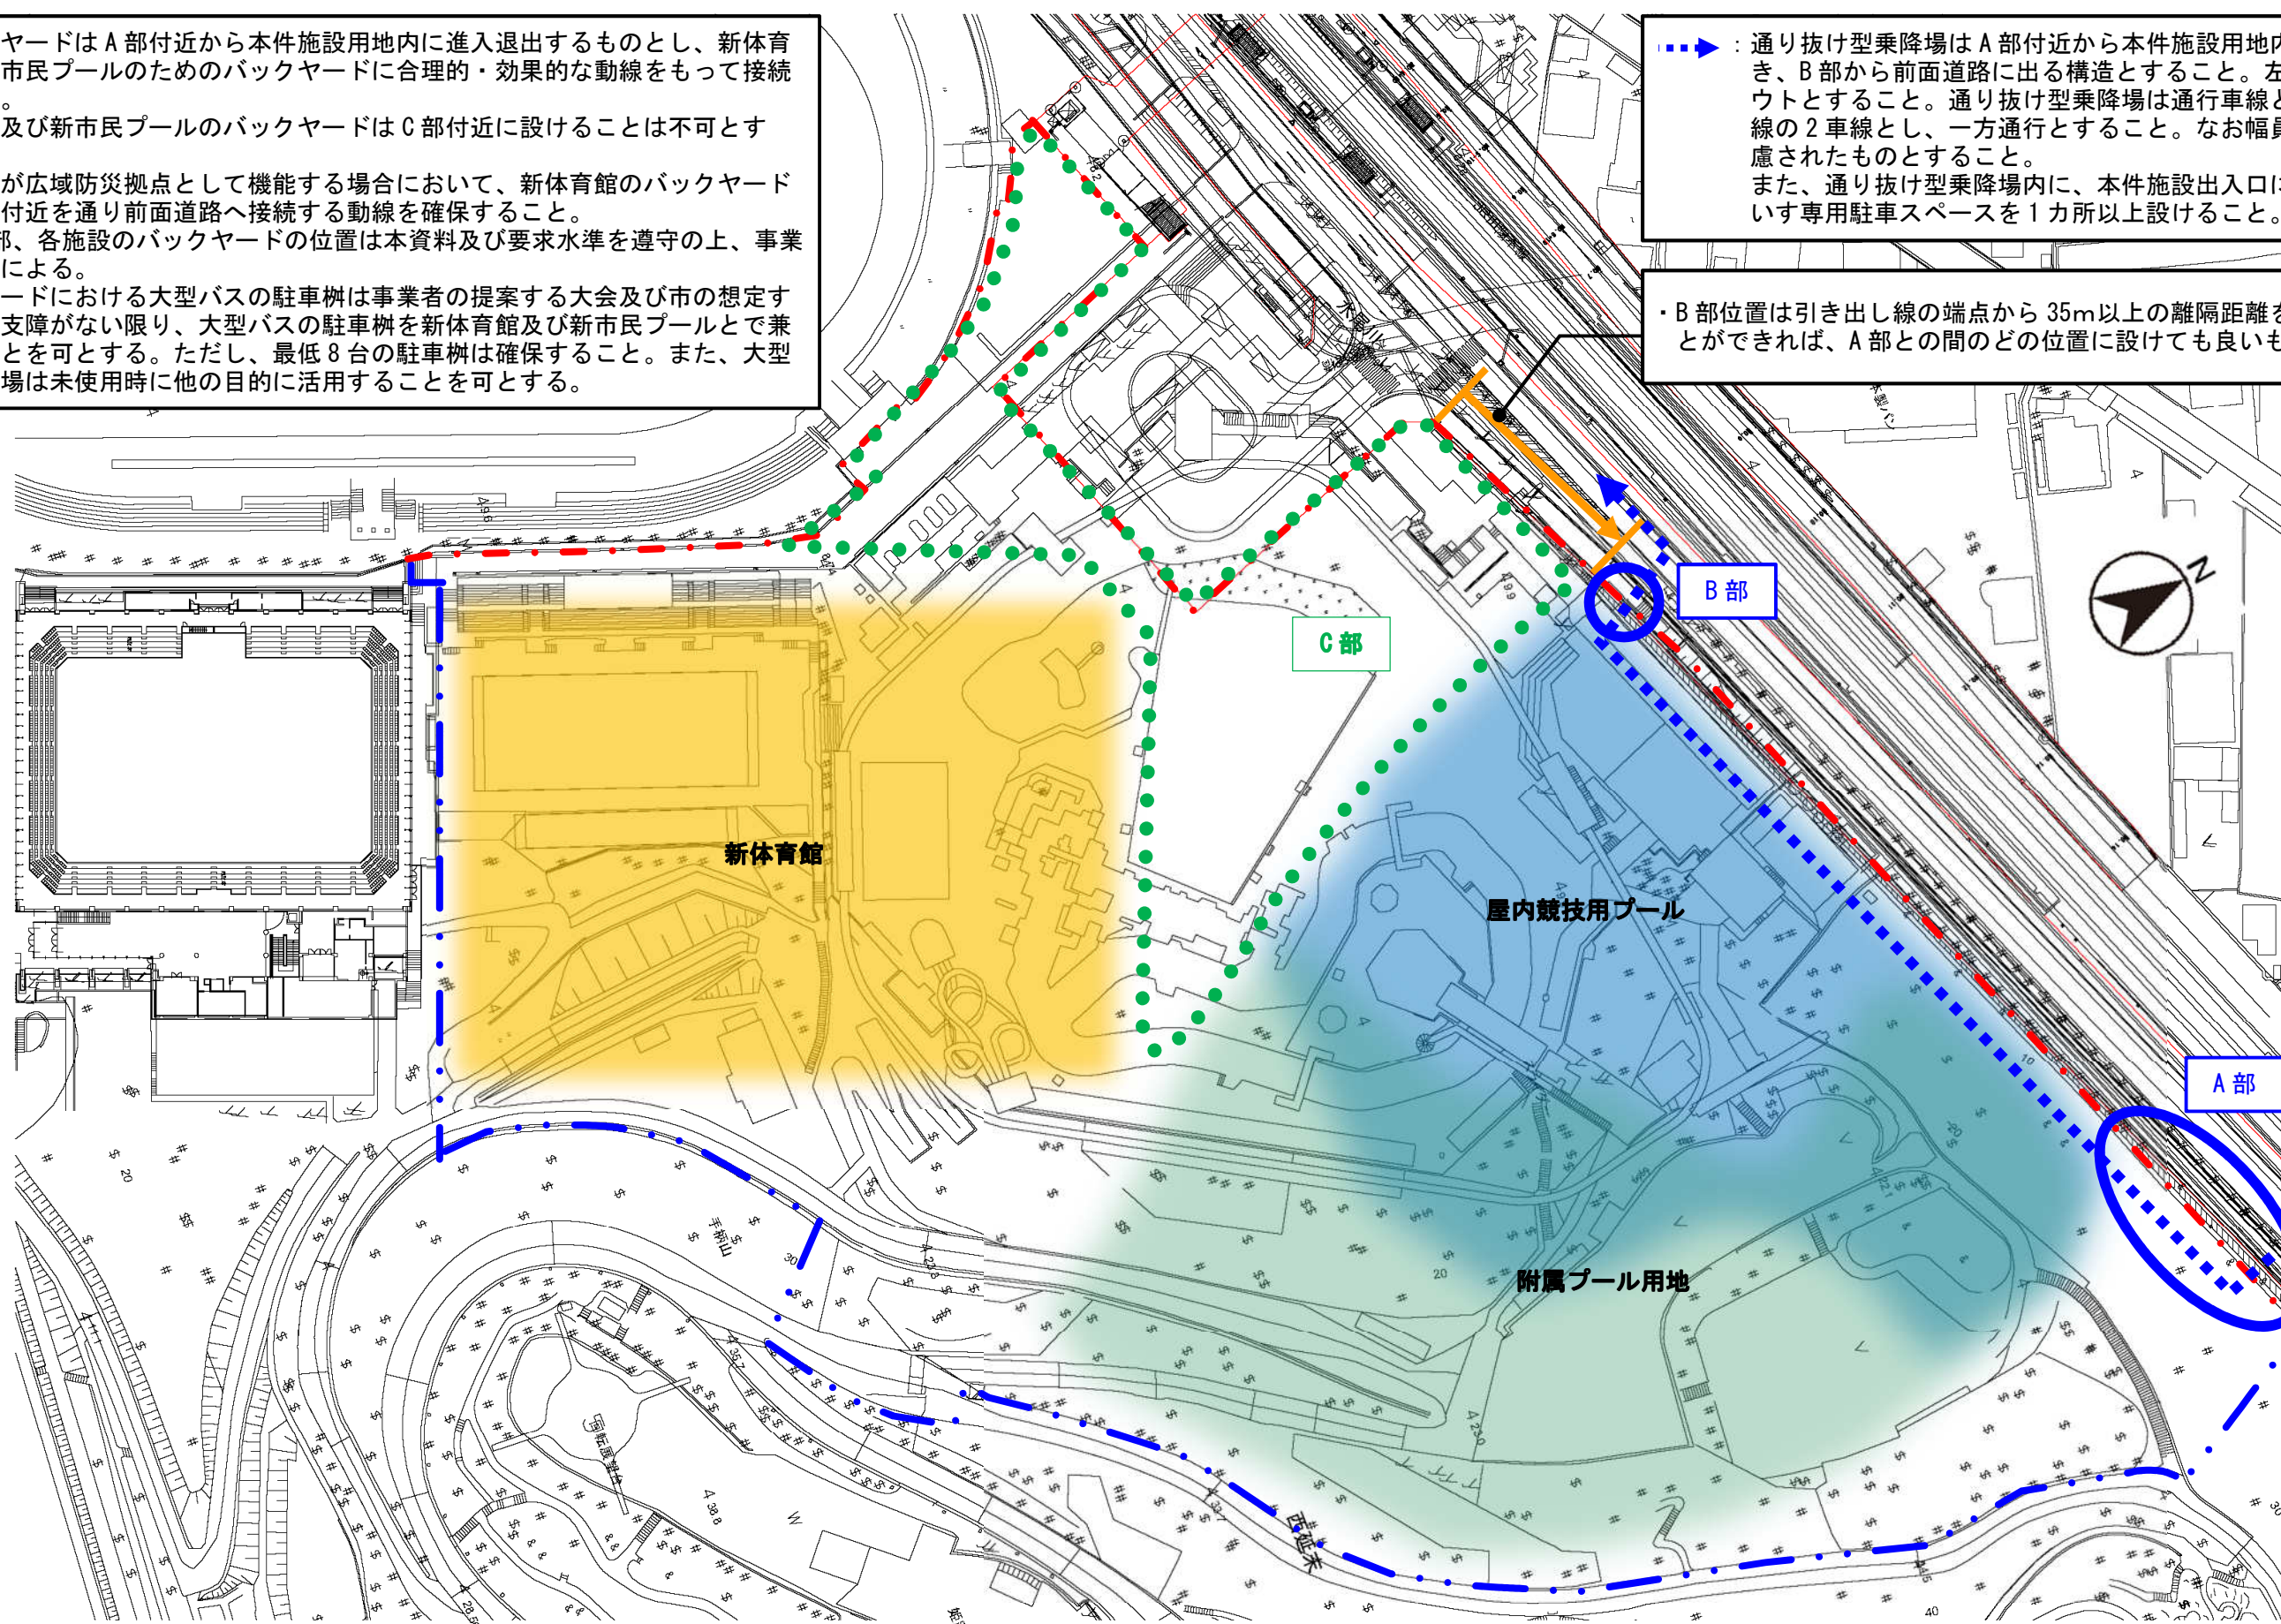 ヤードはA部付近から本件施設用地内に進入退出するものとし、新体育
市民プールのためのバックヤードに合理的・効果的な動線をもって接続
。
及び新市民プールのバックヤードはC部付近に設けることは不可とす
が広域防災拠点として機能する場合において、新体育館のバックヤード
付近を通り前面道路へ接続する動線を確保すること。
部、各施設のバックヤードの位置は本資料及び要求水準を遵守の上、事業
による。
ードにおける大型バスの駐車桝は事業者の提案する大会及び市の想定す
支障がない限り、大型バスの駐車桝を新体育館及び新市民プールとで兼
とを可とする。ただし、最低8台の駐車桝は確保すること。また、大型
場は未使用時に他の目的に活用することを可とする。
：通り抜け型乗降場はA部付近から本件施設用地内
き、B部から前面道路に出る構造とすること。左
ウトとすること。通り抜け型乗降場は通行車線と
線の2車線とし、一方通行とすること。なお幅員
慮されたものとすること。
また、通り抜け型乗降場内に、本件施設出入口に
いす専用駐車スペースを1カ所以上設けること。
・B部位置は引き出し線の端点から35m以上の離隔距離を
とができれば、A部との間のどの位置に設けても良いも
水尾川
製パン
N
B部
C部
新体育館
屋内競技用プール
A部
附属プール用地
手柄山
回転展望台
西延末
20
30
20
10
40